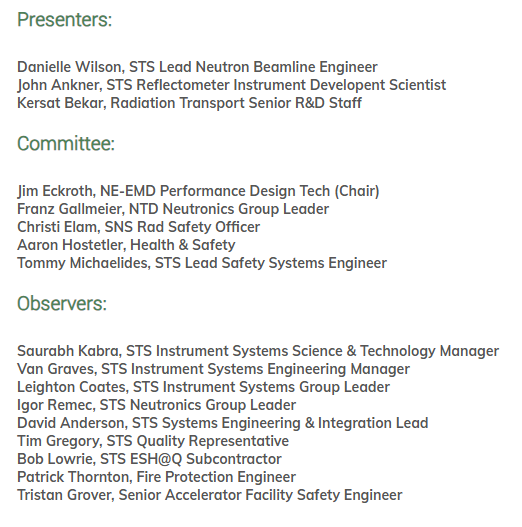 Presenters:
Danielle Wilson, STS Lead Neutron Beamline Engineer
John Ankner, STS Reflectometer Instrument Developent Scientist
Kersat Bekar, Radiation Transport Senior R&D Staff
Committee:
Jim Eckroth, NE-EMD Performance Design Tech (Chair)
Franz Gallmeier, NTD Neutronics Group Leader
Christi Elam, SNS Rad Safety Officer
Aaron Hostetler, Health & Safety
Tommy Michaelides, STS Lead Safety Systems Engineer
Observers:
Saurabh Kabra, STS Instrument Systems Science & Technology Manager
Van Graves, STS Instrument Systems Engineering Manager
Leighton Coates, STS Instrument Systems Group Leader
Igor Remec, STS Neutronics Group Leader
David Anderson, STS Systems Engineering & Integration Lead
Tim Gregory, STS Quality Representative
Bob Lowrie, STS ESH@Q Subcontractor
Patrick Thornton, Fire Protection Engineer
Tristan Grover, Senior Accelerator Facility Safety Engineer